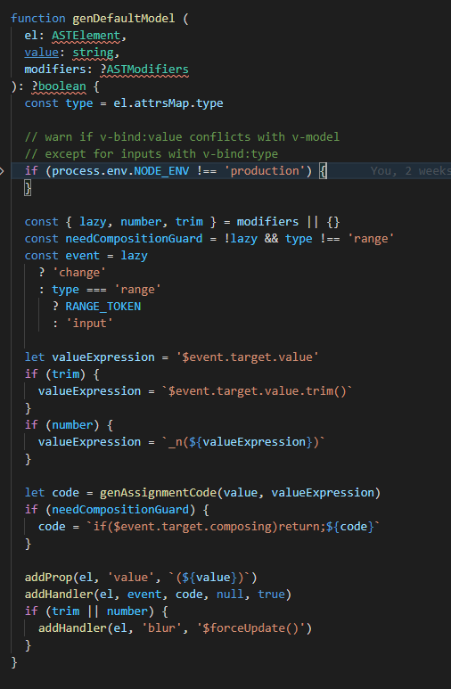 function genDefaultModel (
  el: ASTElement,
  value: string,
  modifiers: ?ASTModifiers
): ?boolean {
  const type = el.attrsMap.type

  // warn if v-bind:value conflicts with v-model
  // except for inputs with v-bind:type
  if (process.env.NODE_ENV !== 'production') {      You, 2 weeks
  }

  const { lazy, number, trim } = modifiers || {}
  const needCompositionGuard = !lazy && type !== 'range'
  const event = lazy
    ? 'change'
    : type === 'range'
      ? RANGE_TOKEN
      : 'input'

  let valueExpression = '$event.target.value'
  if (trim) {
    valueExpression = `$event.target.value.trim()`
  }
  if (number) {
    valueExpression = `_n(${valueExpression})`
  }

  let code = genAssignmentCode(value, valueExpression)
  if (needCompositionGuard) {
    code = `if($event.target.composing)return;${code}`
  }

  addProp(el, 'value', `(${value})`)
  addHandler(el, event, code, null, true)
  if (trim || number) {
    addHandler(el, 'blur', '$forceUpdate()')
  }
}